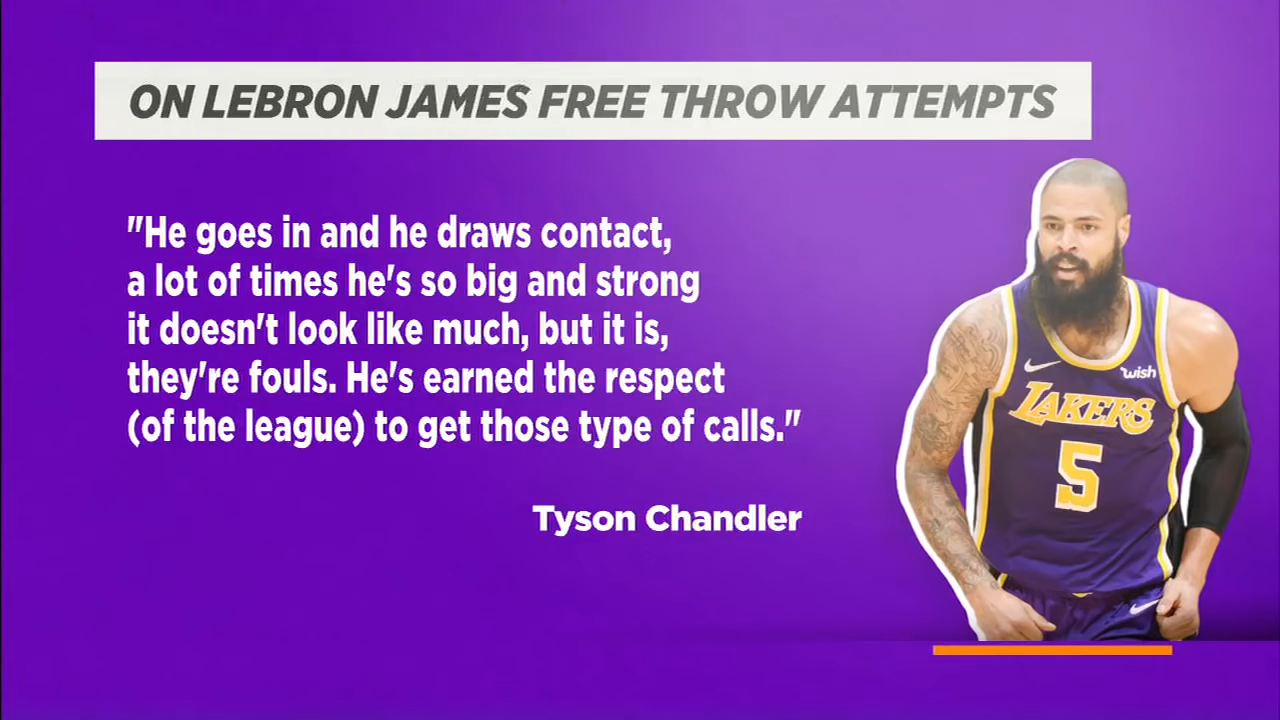 ON LEBRON JAMES FREE THROW ATTEMPTS
"He goes in and he draws contact,
a lot of times he's so big and strong
it doesn't look like much, but it is,
they're fouls. He's earned the respect
(of the league) to get those type of calls."
Tyson Chandler
wish
LAKERS
5